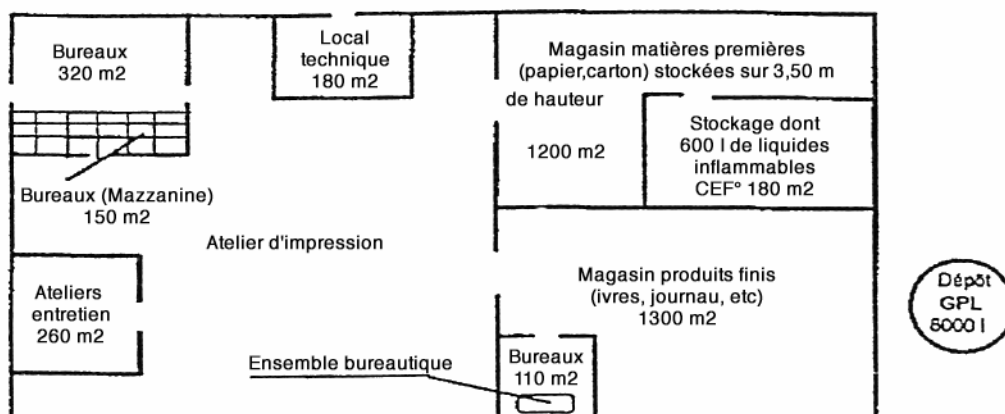 Bureaux
320 m2
Local
technique
180 m2
Magasin matières premières
(papier,carton) stockées sur 3,50 m
de hauteur
1200 m2
Stockage dont
600 l de liquides
inflammables
CEF° 180 m2
Bureaux (Mazzanine)
150 m2
Atelier d'impression
Ateliers
entretien
260 m2
Magasin produits finis
(ivres, journau, etc)
1300 m2
Dépôt
GPL
6000 l
Ensemble bureautique
Bureaux
110 m2